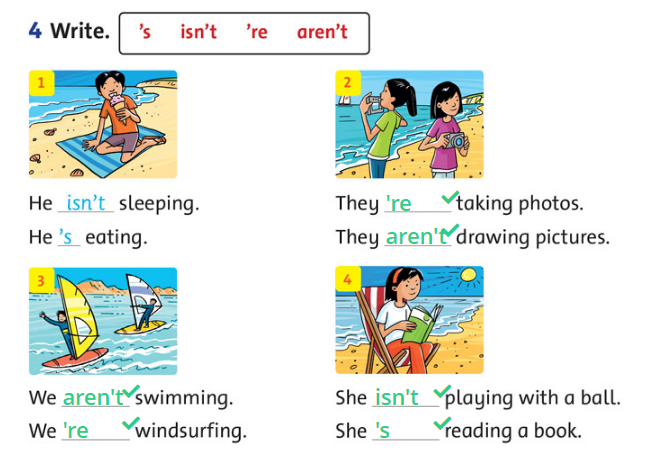 4 Write. 's isn't 're aren't
1
2
He isn't sleeping.
He 's eating.
They 're taking photos.
They aren't drawing pictures.
3
4
We aren't swimming.
We 're windsurfing.
She isn't playing with a ball.
She 's reading a book.